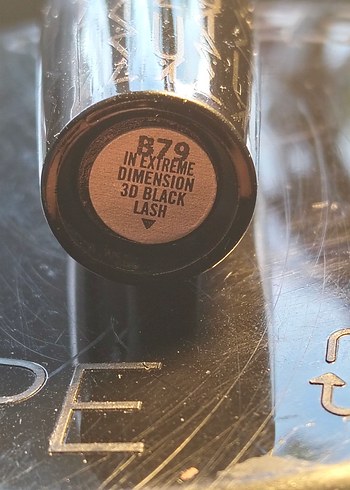 B79
IN EXTREME
DIMENSION
3D BLACK
LASH
E